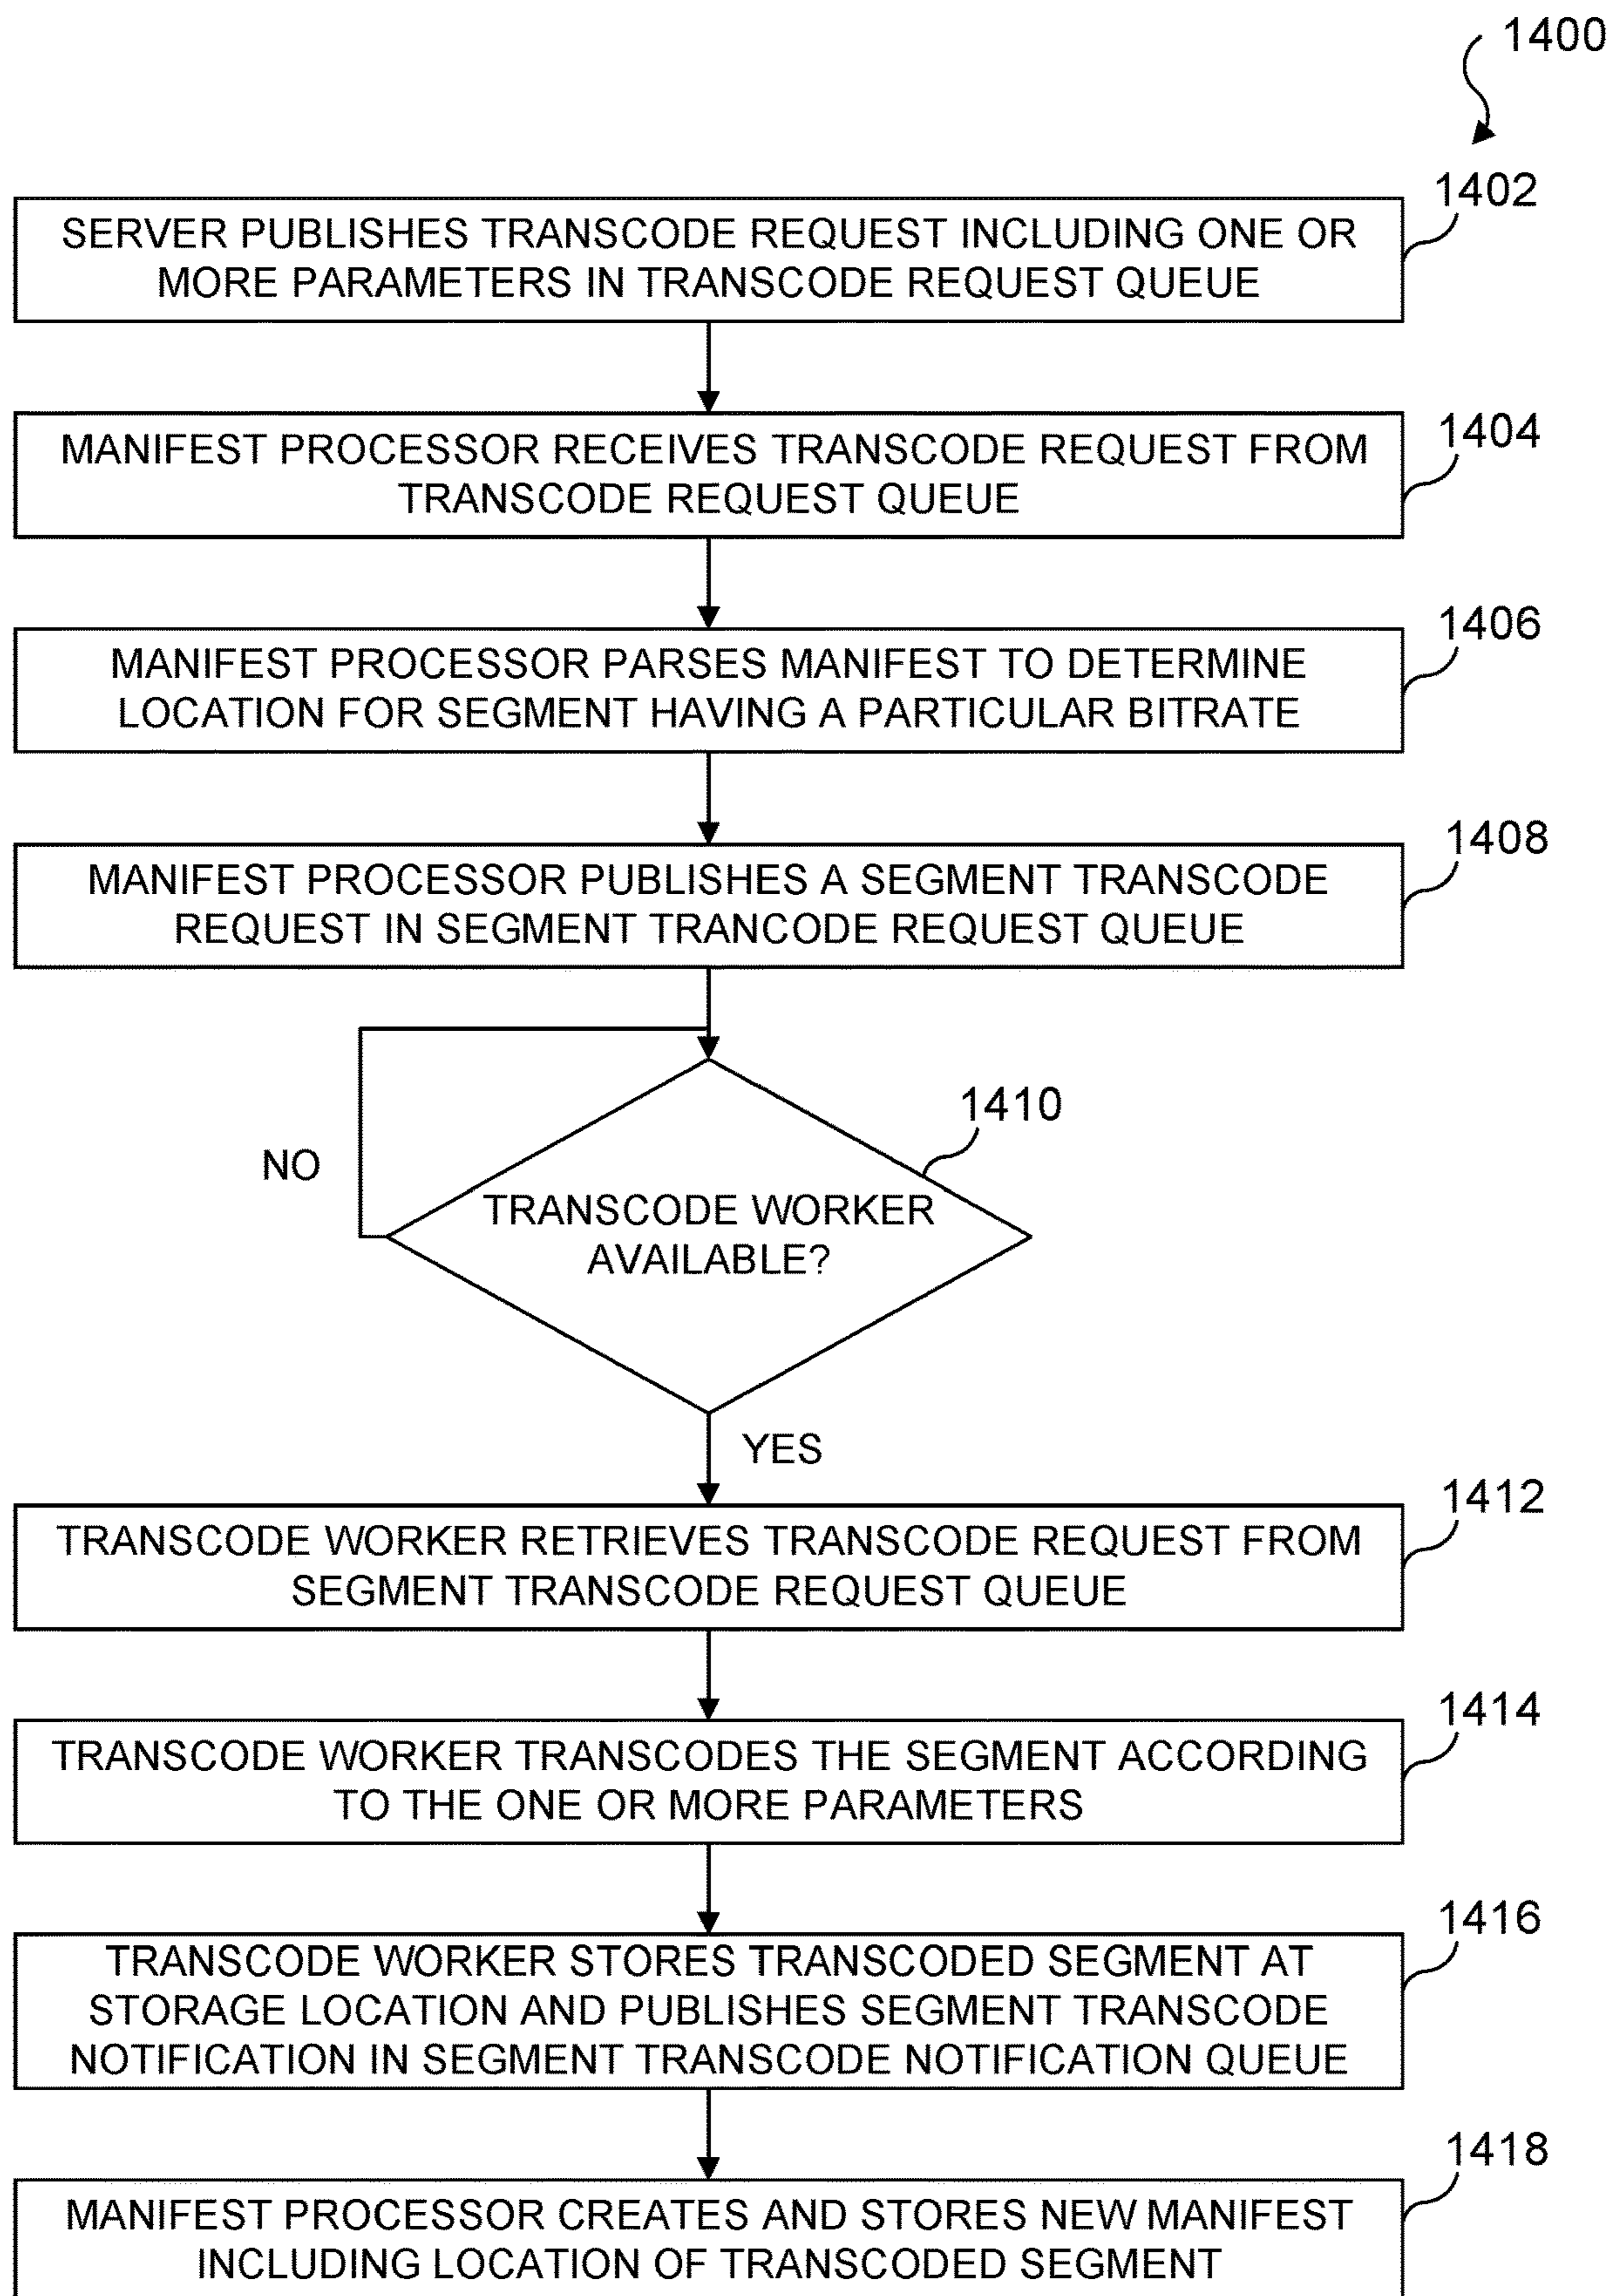 1400
1402
SERVER PUBLISHES TRANSCODE REQUEST INCLUDING ONE OR
MORE PARAMETERS IN TRANSCODE REQUEST QUEUE
1404
MANIFEST PROCESSOR RECEIVES TRANSCODE REQUEST FROM
TRANSCODE REQUEST QUEUE
1406
MANIFEST PROCESSOR PARSES MANIFEST TO DETERMINE
LOCATION FOR SEGMENT HAVING A PARTICULAR BITRATE
1408
MANIFEST PROCESSOR PUBLISHES A SEGMENT TRANSCODE
REQUEST IN SEGMENT TRANCODE REQUEST QUEUE
1410
NO
TRANSCODE WORKER
AVAILABLE?
YES
1412
TRANSCODE WORKER RETRIEVES TRANSCODE REQUEST FROM
SEGMENT TRANSCODE REQUEST QUEUE
1414
TRANSCODE WORKER TRANSCODES THE SEGMENT ACCORDING
TO THE ONE OR MORE PARAMETERS
1416
TRANSCODE WORKER STORES TRANSCODED SEGMENT AT
STORAGE LOCATION AND PUBLISHES SEGMENT TRANSCODE
NOTIFICATION IN SEGMENT TRANSCODE NOTIFICATION QUEUE
1418
MANIFEST PROCESSOR CREATES AND STORES NEW MANIFEST
INCLUDING LOCATION OF TRANSCODED SEGMENT